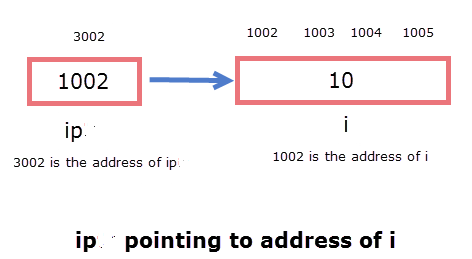 3002
1002 1003 1004 1005
1002
10
ip
i
3002 is the address of ip
1002 is the address of i
ip pointing to address of i